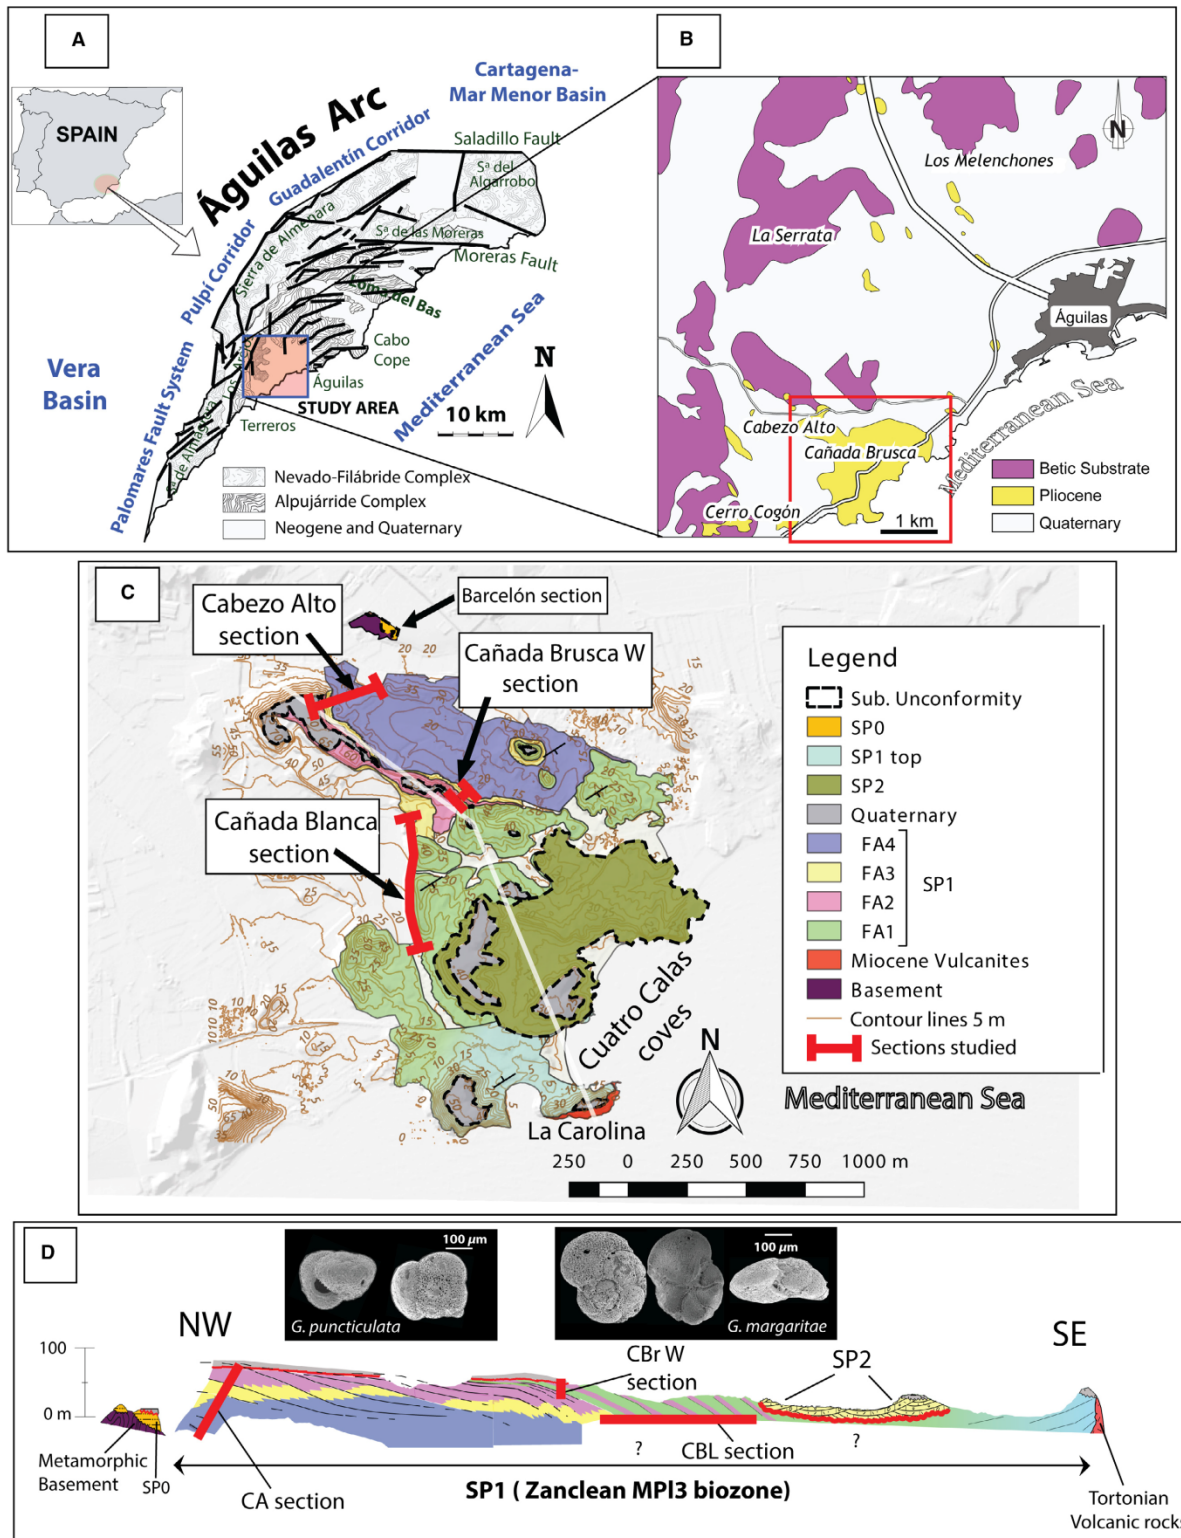 A
SPAIN
Águilas Arc
Cartagena-
Mar Menor Basin
Guadalentín Corridor
Saladillo Fault
Sª del
Algarrobo
Sierra de Almenara
Sª de las Moreras
Moreras Fault
Pulpí Corridor
Loma del Bas
Mediterranean Sea
Cabo
Cope
Vera
Basin
Palomares Fault System
Águilas
STUDY AREA
Terreros
N
10 km
Nevado-Filábride Complex
Alpujárride Complex
Neogene and Quaternary
B
N
Los Melenchones
La Serrata
Águilas
Mediterranean Sea
Cabezo Alto
Cañada Brusca
Cerro Cogón
1 km
Betic Substrate
Pliocene
Quaternary
C
Cabezo Alto
section
Barcelón section
Cañada Brusca W
section
Cañada Blanca
section
Cuatro Calas
coves
N
La Carolina
Mediterranean Sea
250 0 250 500 750 1000 m
Legend
Sub. Unconformity
SP0
SP1 top
SP2
Quaternary
FA4
FA3
SP1
FA2
FA1
Miocene Vulcanites
Basement
Contour lines 5 m
Sections studied
D
100 µm
G. puncticulata
100 µm
G. margaritae
NW
SE
100
0 m
CBr W
section
SP2
Metamorphic
Basement
SP0
CA section
?
CBL section
?
SP1 ( Zanclean MPl3 biozone)
Tortonian
Volcanic rocks